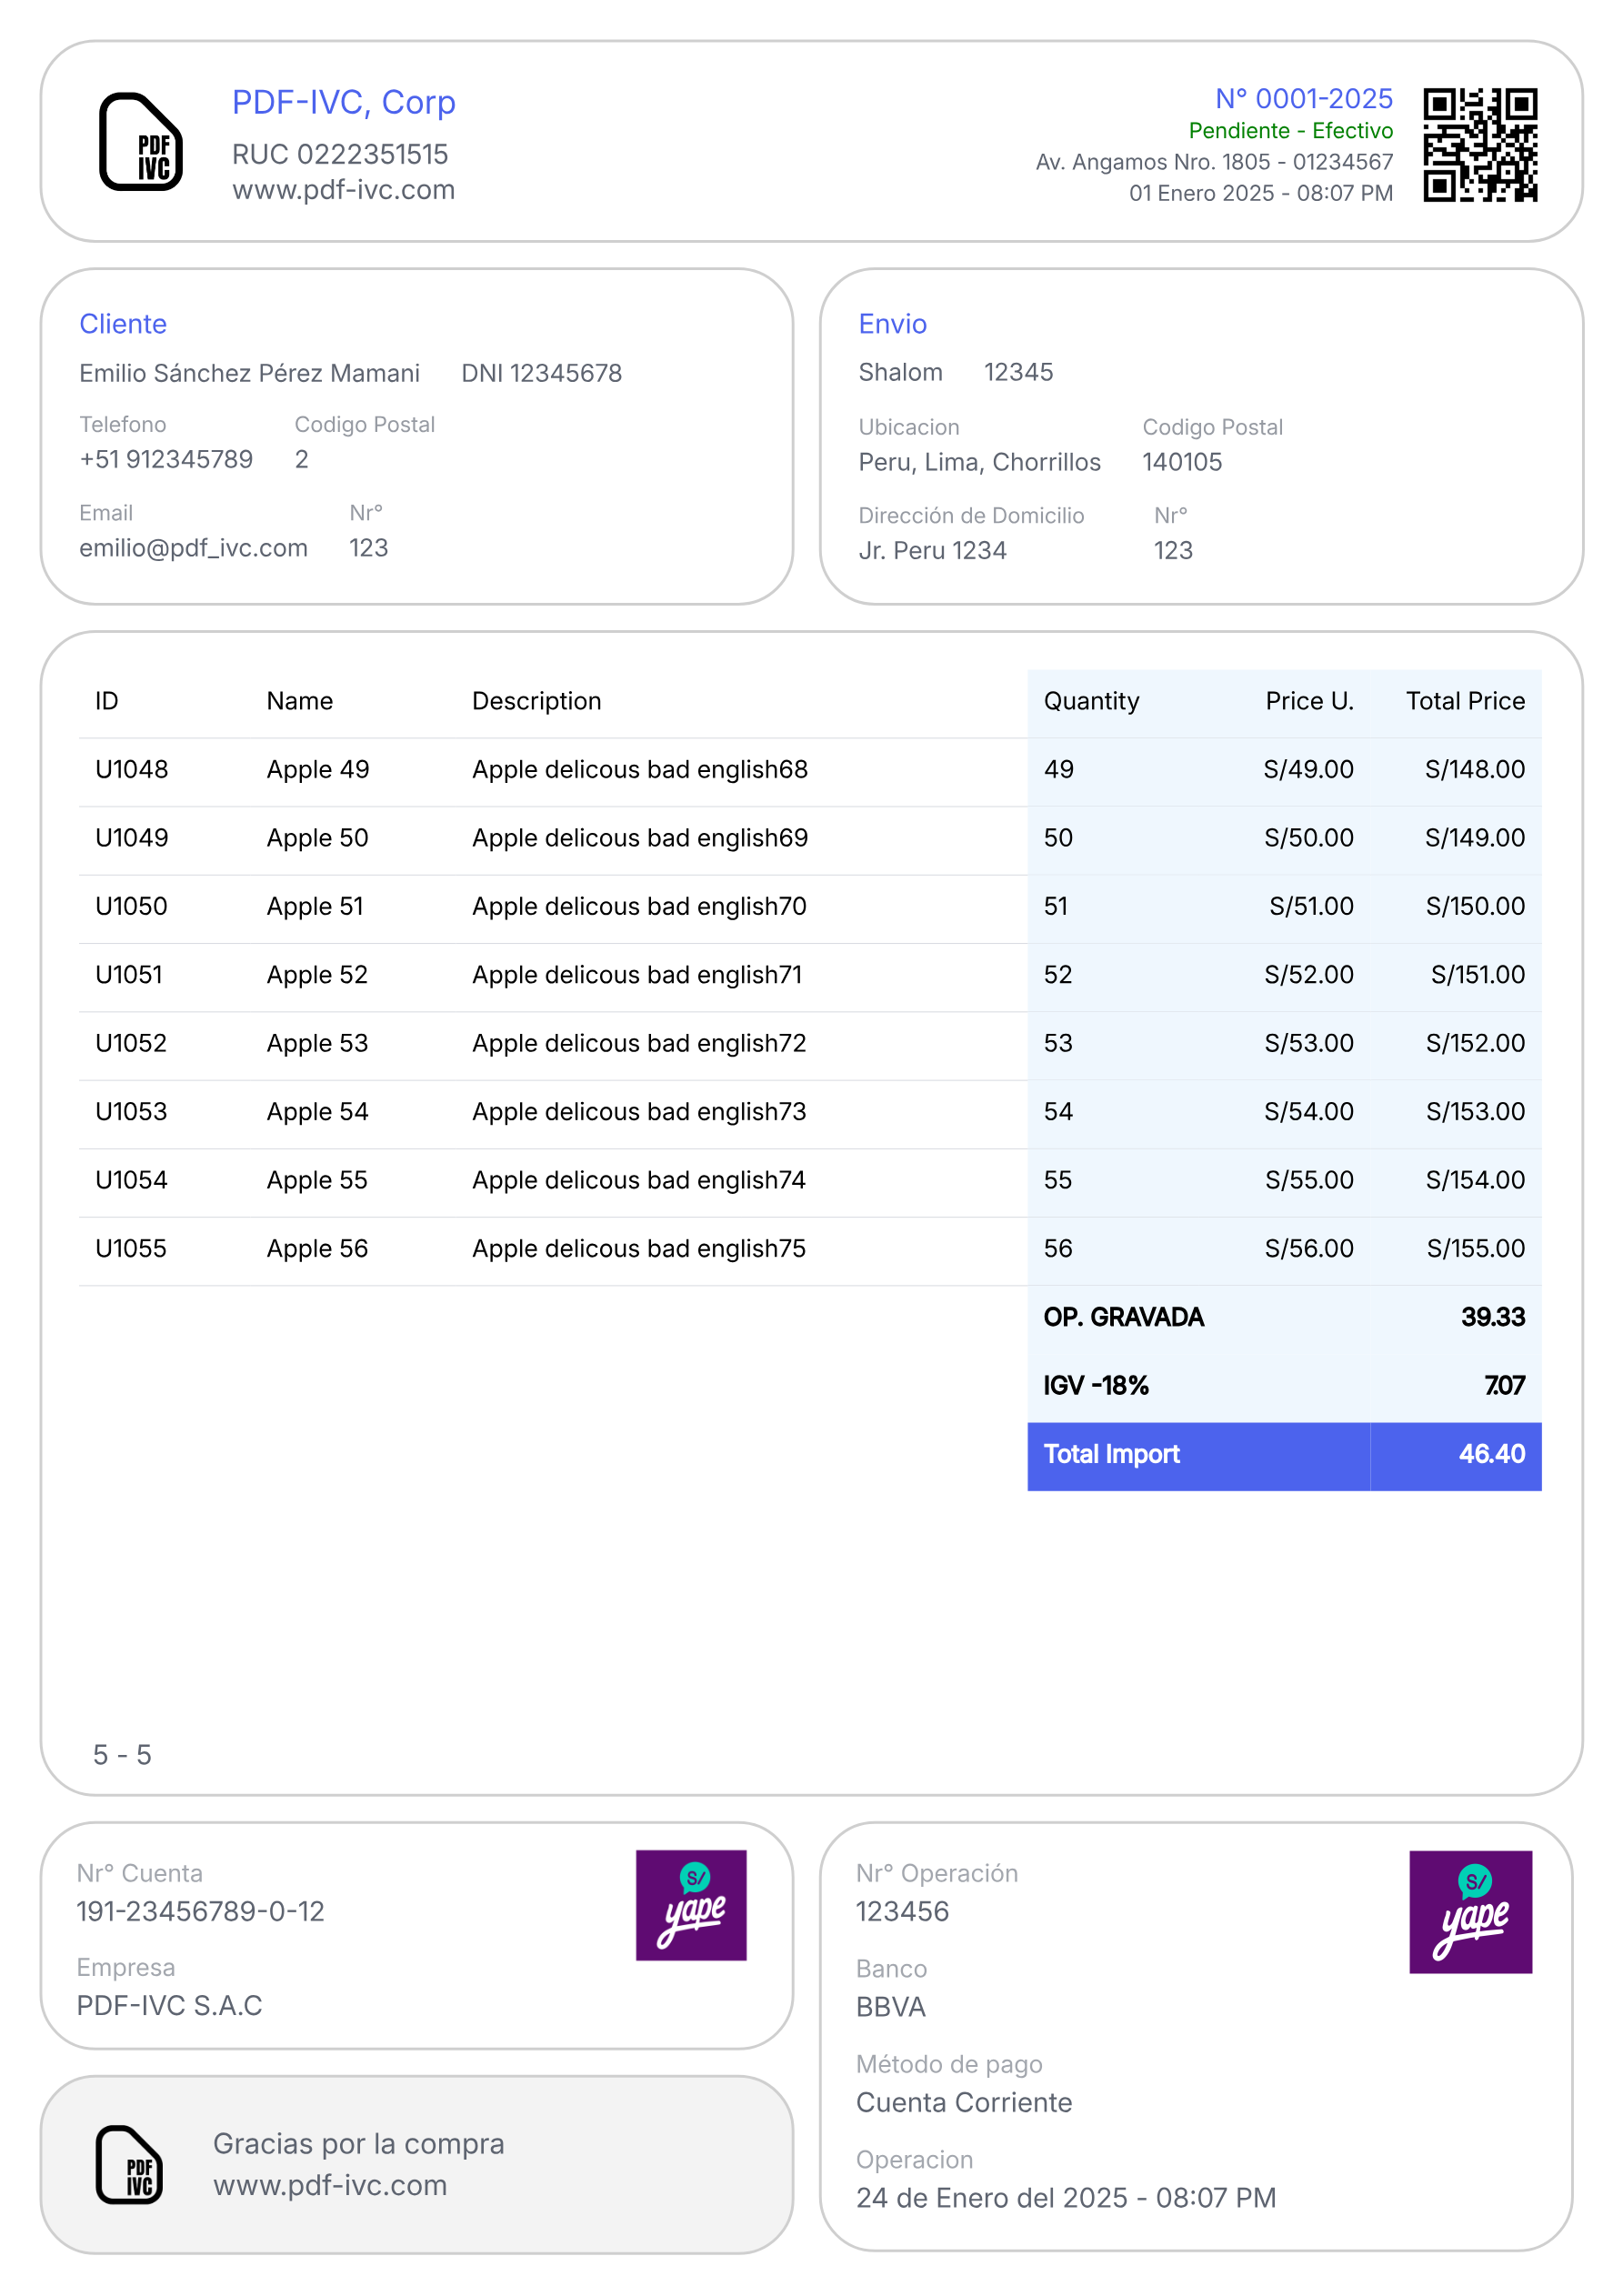 PDF
IVC
PDF-IVC, Corp
RUC 0222351515
www.pdf-ivc.com
N° 0001-2025
Pendiente - Efectivo
Av. Angamos Nro. 1805 - 01234567
01 Enero 2025 - 08:07 PM
Cliente
Emilio Sánchez Pérez Mamani DNI 12345678
Telefono Codigo Postal
+51 912345789 2
Email Nr°
emilio@pdf_ivc.com 123
Envio
Shalom 12345
Ubicacion Codigo Postal
Peru, Lima, Chorrillos 140105
Dirección de Domicilio Nr°
Jr. Peru 1234 123
ID Name Description Quantity Price U. Total Price
U1048 Apple 49 Apple delicous bad english68 49 S/49.00 S/148.00
U1049 Apple 50 Apple delicous bad english69 50 S/50.00 S/149.00
U1050 Apple 51 Apple delicous bad english70 51 S/51.00 S/150.00
U1051 Apple 52 Apple delicous bad english71 52 S/52.00 S/151.00
U1052 Apple 53 Apple delicous bad english72 53 S/53.00 S/152.00
U1053 Apple 54 Apple delicous bad english73 54 S/54.00 S/153.00
U1054 Apple 55 Apple delicous bad english74 55 S/55.00 S/154.00
U1055 Apple 56 Apple delicous bad english75 56 S/56.00 S/155.00
OP. GRAVADA 39.33
IGV -18% 7.07
Total Import 46.40
5 - 5
Nr° Cuenta
191-23456789-0-12
Empresa
PDF-IVC S.A.C
S/
yape
PDF
IVC
Gracias por la compra
www.pdf-ivc.com
Nr° Operación
123456
Banco
BBVA
Método de pago
Cuenta Corriente
Operacion
24 de Enero del 2025 - 08:07 PM
S/
yape